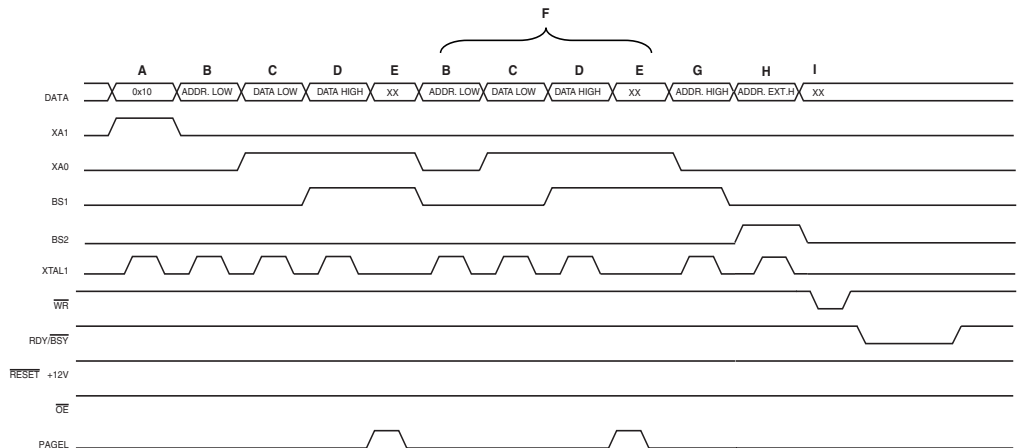 F
A B C D E B C D E G H I
DATA 0x10 ADDR. LOW DATA LOW DATA HIGH XX ADDR. LOW DATA LOW DATA HIGH XX ADDR. HIGH ADDR. EXT.H XX
XA1
XA0
BS1
BS2
XTAL1
WR
RDY/BSY
RESET +12V
OE
PAGEL